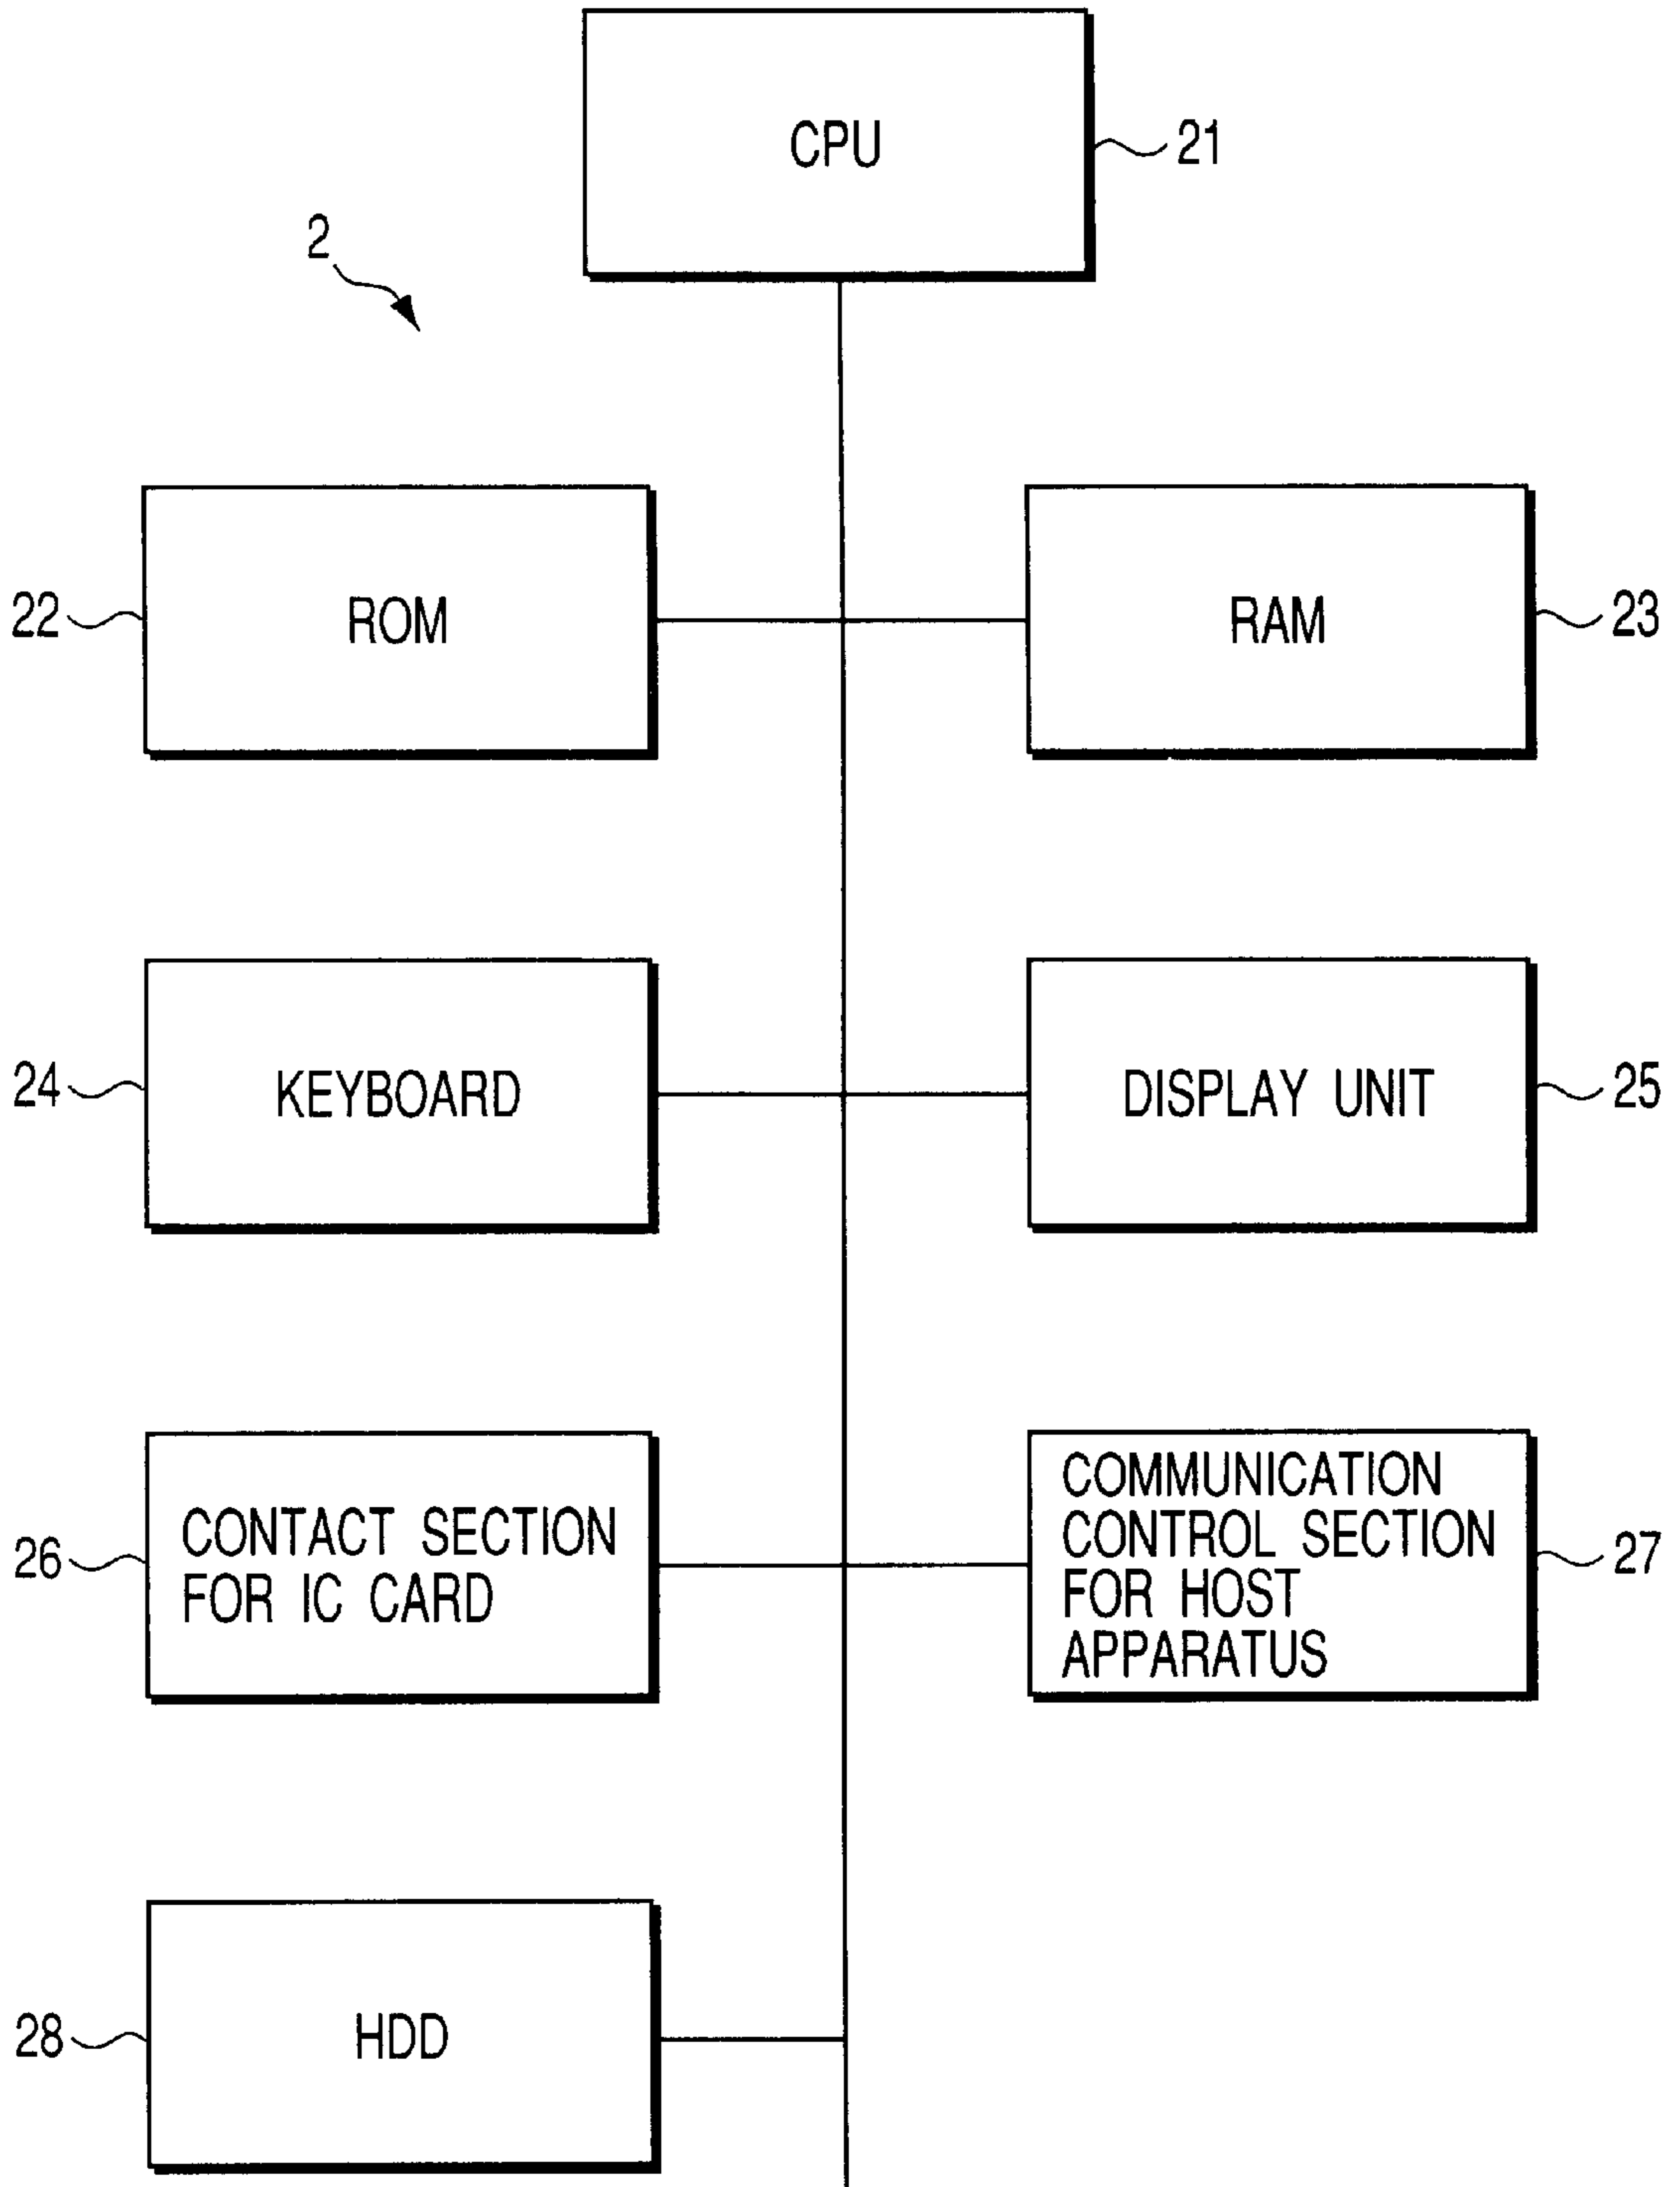 CPU
21
2
22
ROM
RAM
23
24
KEYBOARD
DISPLAY UNIT
25
26
CONTACT SECTION
FOR IC CARD
COMMUNICATION
CONTROL SECTION
FOR HOST
APPARATUS
27
28
HDD